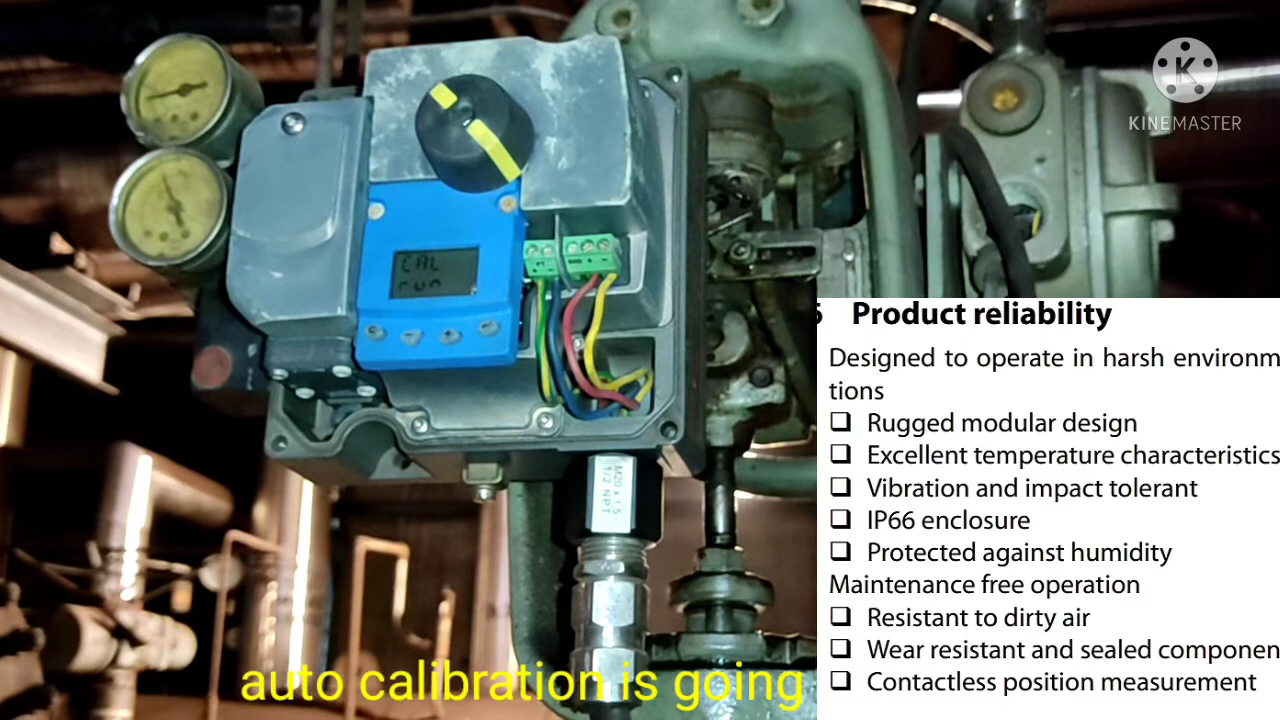 KINEMASTER
CAL
run
M20 x 1.5 -
1/2 NPT
6 Product reliability
Designed to operate in harsh environm
tions
❑ Rugged modular design
❑ Excellent temperature characteristics
❑ Vibration and impact tolerant
❑ IP66 enclosure
❑ Protected against humidity
Maintenance free operation
❑ Resistant to dirty air
❑ Wear resistant and sealed componen
❑ Contactless position measurement
auto calibration is going